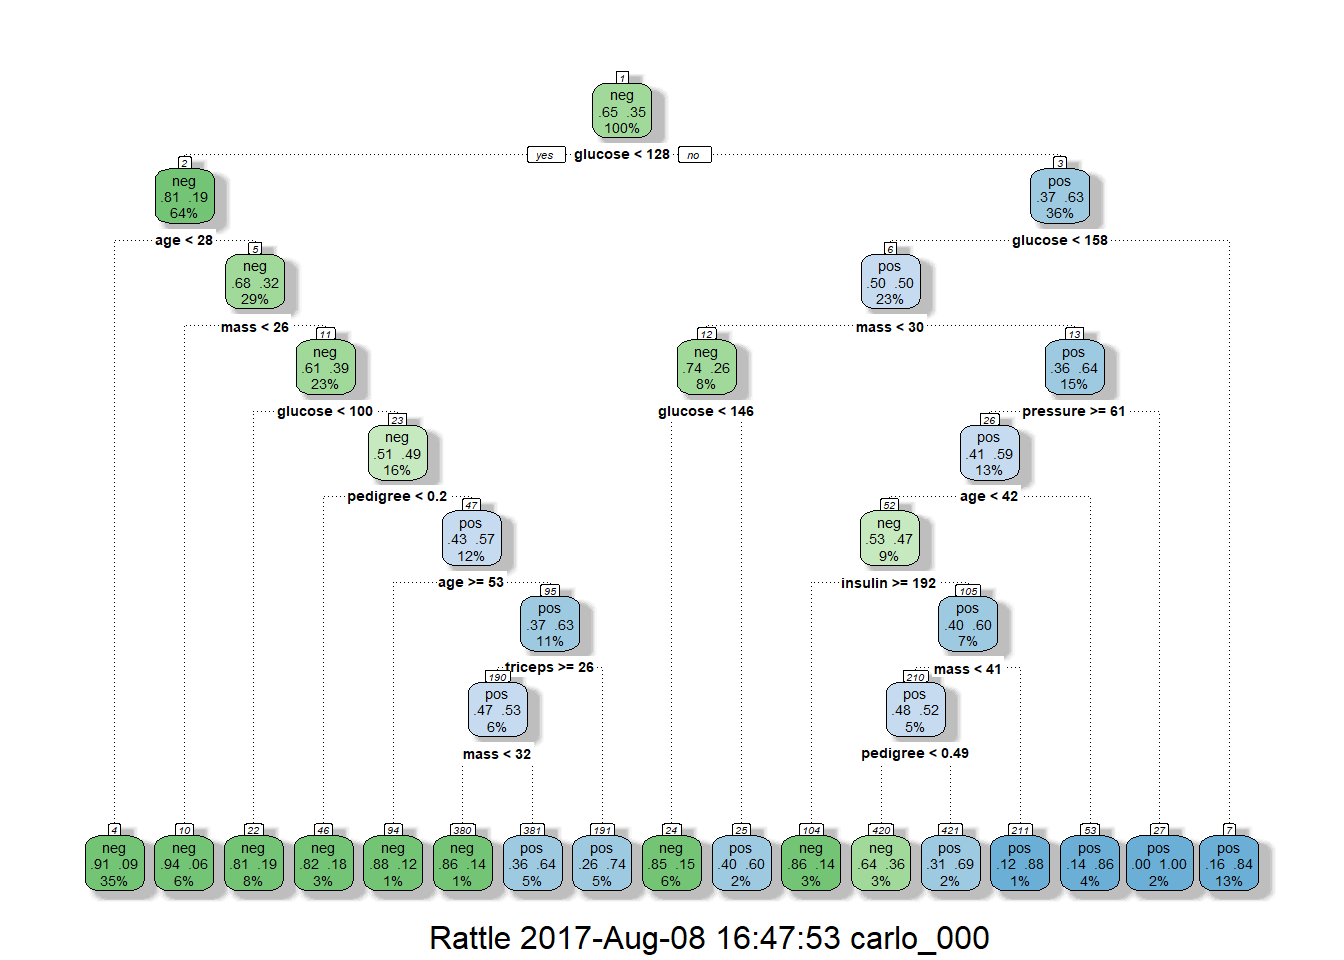 1
neg
.65 .35
100%
yes glucose < 128 no
2
neg
.81 .19
64%
3
pos
.37 .63
36%
age < 28
glucose < 158
5
neg
.68 .32
29%
6
pos
.50 .50
23%
mass < 26
mass < 30
11
neg
.61 .39
23%
12
neg
.74 .26
8%
13
pos
.36 .64
15%
glucose < 100
glucose < 146
pressure >= 61
23
neg
.51 .49
16%
26
pos
.41 .59
13%
pedigree < 0.2
age < 42
47
pos
.43 .57
12%
52
neg
.53 .47
9%
age >= 53
insulin >= 192
95
pos
.37 .63
11%
105
pos
.40 .60
7%
triceps >= 26
mass < 41
190
pos
.47 .53
6%
210
pos
.48 .52
5%
mass < 32
pedigree < 0.49
4
neg
.91 .09
35%
10
neg
.94 .06
6%
22
neg
.81 .19
8%
46
neg
.82 .18
3%
94
neg
.88 .12
1%
380
neg
.86 .14
1%
381
pos
.36 .64
5%
191
pos
.26 .74
5%
24
neg
.85 .15
6%
25
pos
.40 .60
2%
104
neg
.86 .14
3%
420
neg
.64 .36
3%
421
pos
.31 .69
2%
211
pos
.12 .88
1%
53
pos
.14 .86
4%
27
pos
.00 1.00
2%
7
pos
.16 .84
13%
Rattle 2017-Aug-08 16:47:53 carlo_000